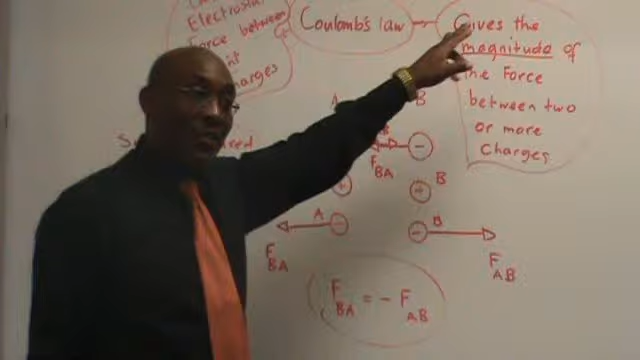 Electrosta
Force between
charges
Coulomb's law
Gives the
magnitude of
the Force
between two
or more
Charges
A
B
F
BA
B
A
B
F
BA
F
AB
F BA = - F AB